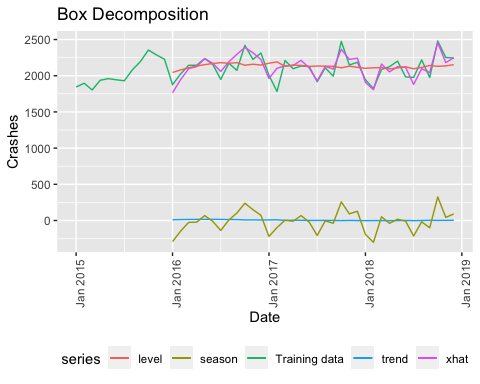 Box Decomposition
2500
2000
1500
1000
500
0
Crashes
Jan 2015
Jan 2016
Jan 2017
Jan 2018
Jan 2019
Date
series level season Training data trend xhat